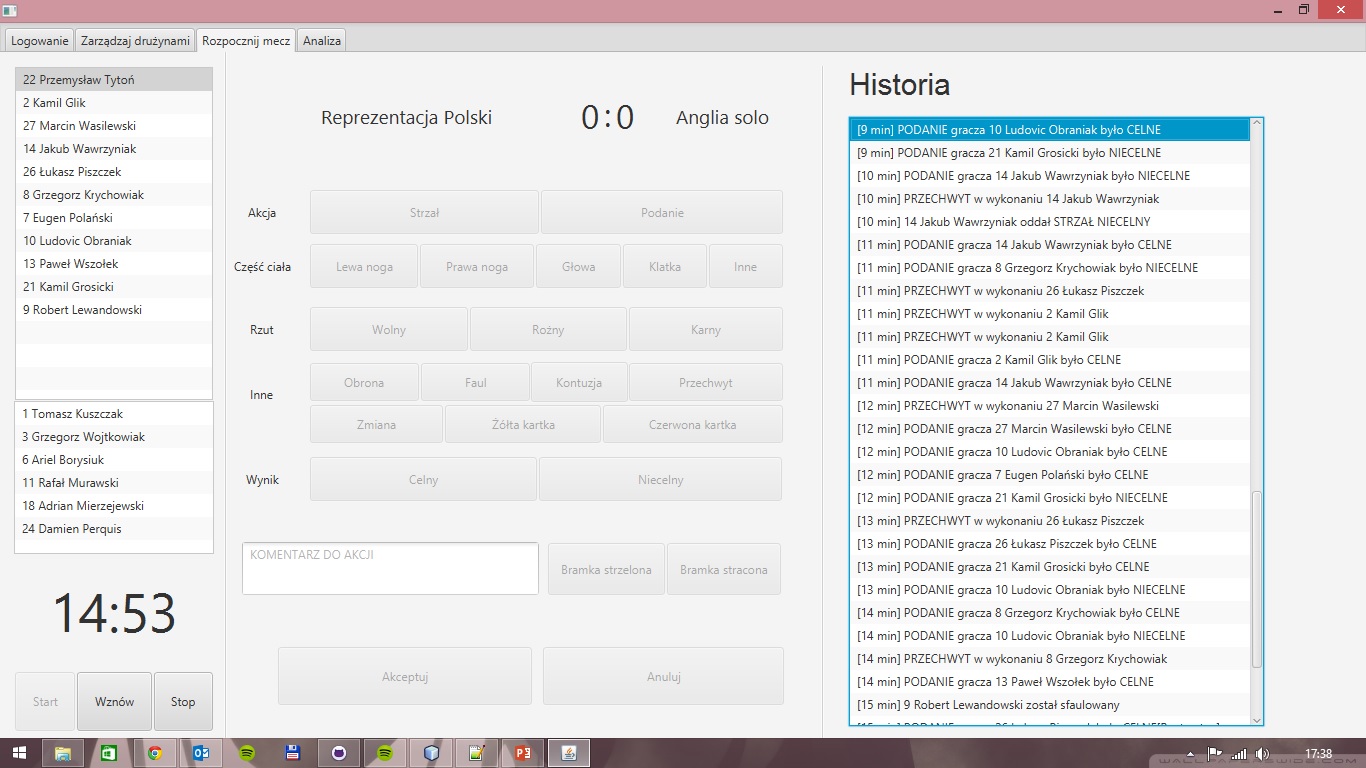 Logowanie
Zarządzaj drużynami
Rozpocznij mecz
Analiza
22 Przemysław Tytoń
2 Kamil Glik
27 Marcin Wasilewski
14 Jakub Wawrzyniak
26 Łukasz Piszczek
8 Grzegorz Krychowiak
7 Eugen Polański
10 Ludovic Obraniak
13 Paweł Wszołek
21 Kamil Grosicki
9 Robert Lewandowski
1 Tomasz Kuszczak
3 Grzegorz Wojtkowiak
6 Ariel Borysiuk
11 Rafał Murawski
18 Adrian Mierzejewski
24 Damien Perquis
14:53
Start
Wznów
Stop
Reprezentacja Polski
0:0
Anglia solo
Akcja
Strzał
Podanie
Część ciała
Lewa noga
Prawa noga
Głowa
Klatka
Inne
Rzut
Wolny
Rożny
Karny
Inne
Obrona
Faul
Kontuzja
Przechwyt
Zmiana
Żółta kartka
Czerwona kartka
Wynik
Celny
Niecelny
KOMENTARZ DO AKCJI
Bramka strzelona
Bramka stracona
Akceptuj
Anuluj
Historia
[9 min] PODANIE gracza 10 Ludovic Obraniak było CELNE
[9 min] PODANIE gracza 21 Kamil Grosicki było NIECELNE
[10 min] PODANIE gracza 14 Jakub Wawrzyniak było NIECELNE
[10 min] PRZECHWYT w wykonaniu 14 Jakub Wawrzyniak
[10 min] 14 Jakub Wawrzyniak oddał STRZAŁ NIECELNY
[11 min] PODANIE gracza 14 Jakub Wawrzyniak było CELNE
[11 min] PODANIE gracza 8 Grzegorz Krychowiak było NIECELNE
[11 min] PRZECHWYT w wykonaniu 26 Łukasz Piszczek
[11 min] PRZECHWYT w wykonaniu 2 Kamil Glik
[11 min] PRZECHWYT w wykonaniu 2 Kamil Glik
[11 min] PODANIE gracza 2 Kamil Glik było CELNE
[11 min] PODANIE gracza 14 Jakub Wawrzyniak było CELNE
[12 min] PRZECHWYT w wykonaniu 27 Marcin Wasilewski
[12 min] PODANIE gracza 27 Marcin Wasilewski było CELNE
[12 min] PODANIE gracza 10 Ludovic Obraniak było CELNE
[12 min] PODANIE gracza 7 Eugen Polański było CELNE
[12 min] PODANIE gracza 21 Kamil Grosicki było NIECELNE
[13 min] PRZECHWYT w wykonaniu 26 Łukasz Piszczek
[13 min] PODANIE gracza 26 Łukasz Piszczek było CELNE
[13 min] PODANIE gracza 21 Kamil Grosicki było CELNE
[13 min] PODANIE gracza 10 Ludovic Obraniak było NIECELNE
[14 min] PODANIE gracza 8 Grzegorz Krychowiak było CELNE
[14 min] PODANIE gracza 10 Ludovic Obraniak było NIECELNE
[14 min] PRZECHWYT w wykonaniu 8 Grzegorz Krychowiak
[14 min] PODANIE gracza 13 Paweł Wszołek było CELNE
[15 min] 9 Robert Lewandowski został sfaulowany
17:38